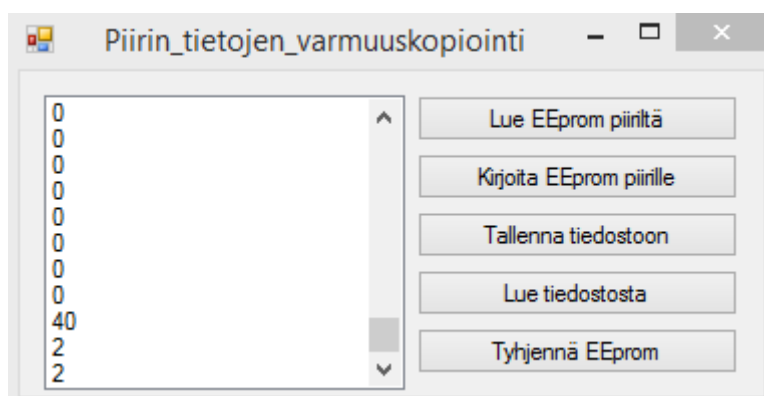 Piirin_tietojen_varmuuskopiointi
0
0
0
0
0
0
0
0
40
2
2
Lue EEprom piiriltä
Kirjoita EEprom piirille
Tallenna tiedostoon
Lue tiedostosta
Tyhjennä EEprom